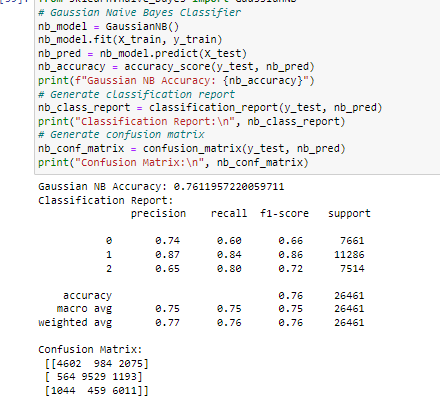 from sklearn.naive_bayes import GaussianNB
# Gaussian Naive Bayes Classifier
nb_model = GaussianNB()
nb_model.fit(X_train, y_train)
nb_pred = nb_model.predict(X_test)
nb_accuracy = accuracy_score(y_test, nb_pred)
print(f"Gaussian NB Accuracy: {nb_accuracy}")
# Generate classification report
nb_class_report = classification_report(y_test, nb_pred)
print("Classification Report:\n", nb_class_report)
# Generate confusion matrix
nb_conf_matrix = confusion_matrix(y_test, nb_pred)
print("Confusion Matrix:\n", nb_conf_matrix)
Gaussian NB Accuracy: 0.7611957220059711
Classification Report:
precision recall f1-score support
0 0.74 0.60 0.66 7661
1 0.87 0.84 0.86 11286
2 0.65 0.80 0.72 7514
accuracy 0.76 26461
macro avg 0.75 0.75 0.75 26461
weighted avg 0.77 0.76 0.76 26461
Confusion Matrix:
[[4602 984 2075]
[ 564 9529 1193]
[1044 459 6011]]